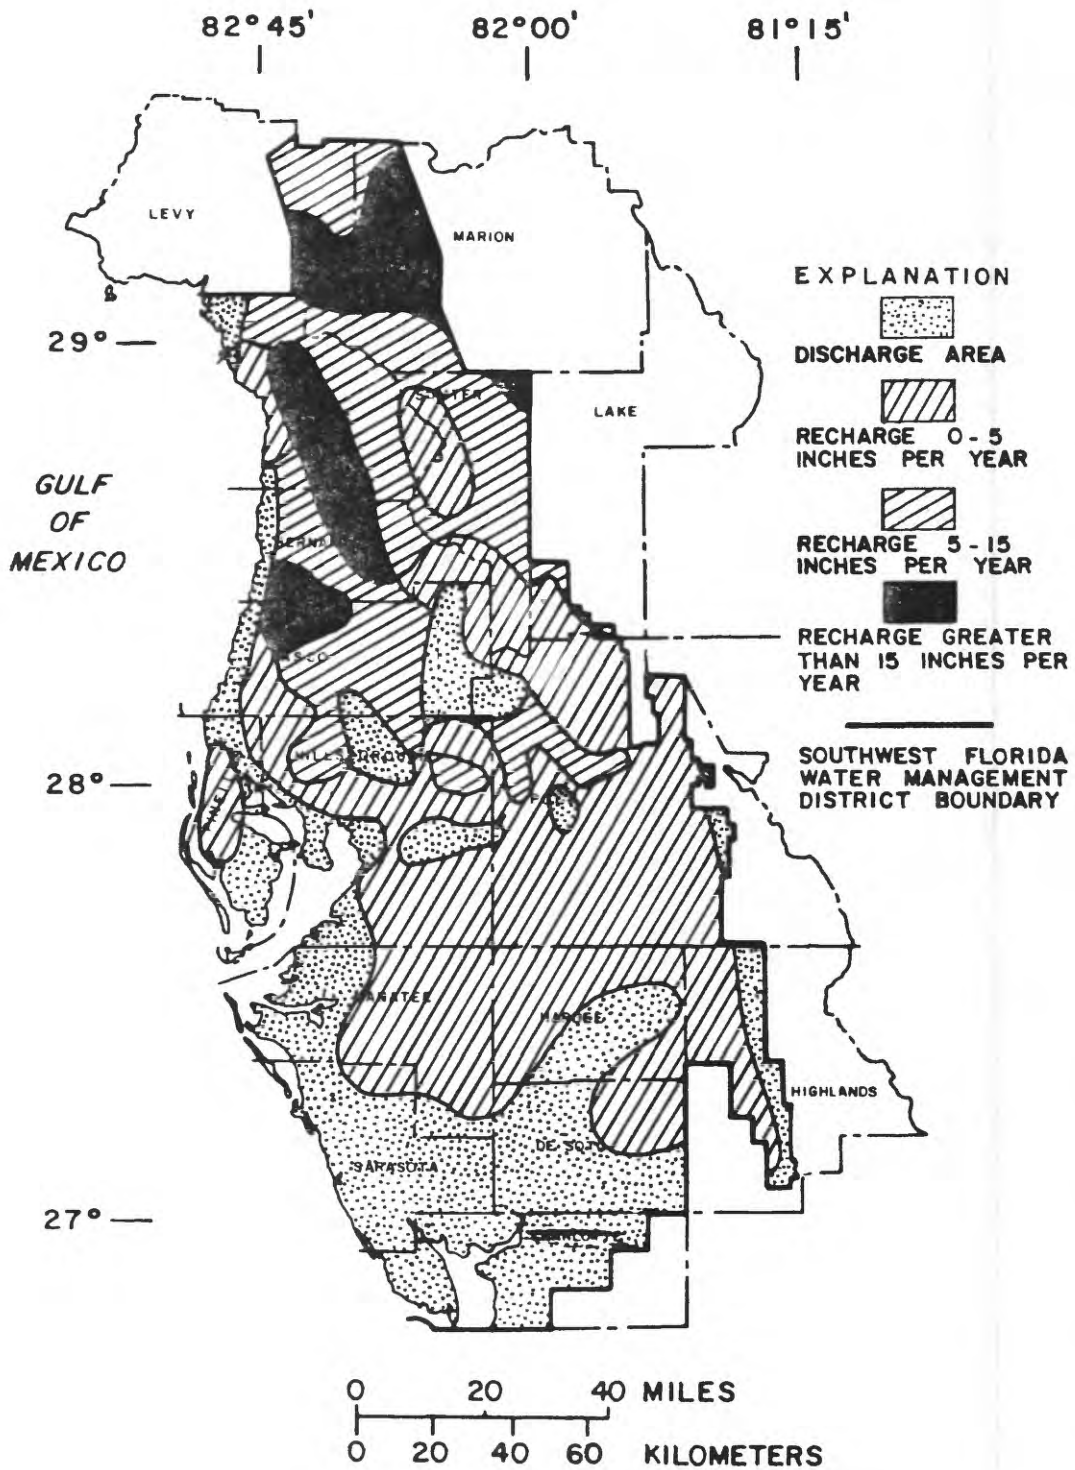 82°45' 82°00' 81°15'
LEVY
MARION
EXPLANATION
29°
DISCHARGE AREA
LAKE
RECHARGE 0-5
INCHES PER YEAR
GULF
OF
MEXICO
RECHARGE 5-15
INCHES PER YEAR
RECHARGE GREATER
THAN 15 INCHES PER
YEAR
SOUTHWEST FLORIDA
WATER MANAGEMENT
DISTRICT BOUNDARY
28°
MANATEE
HARDEE
HIGHLANDS
DE SOTO
SARASOTA
27°
0 20 40 MILES
0 20 40 60 KILOMETERS